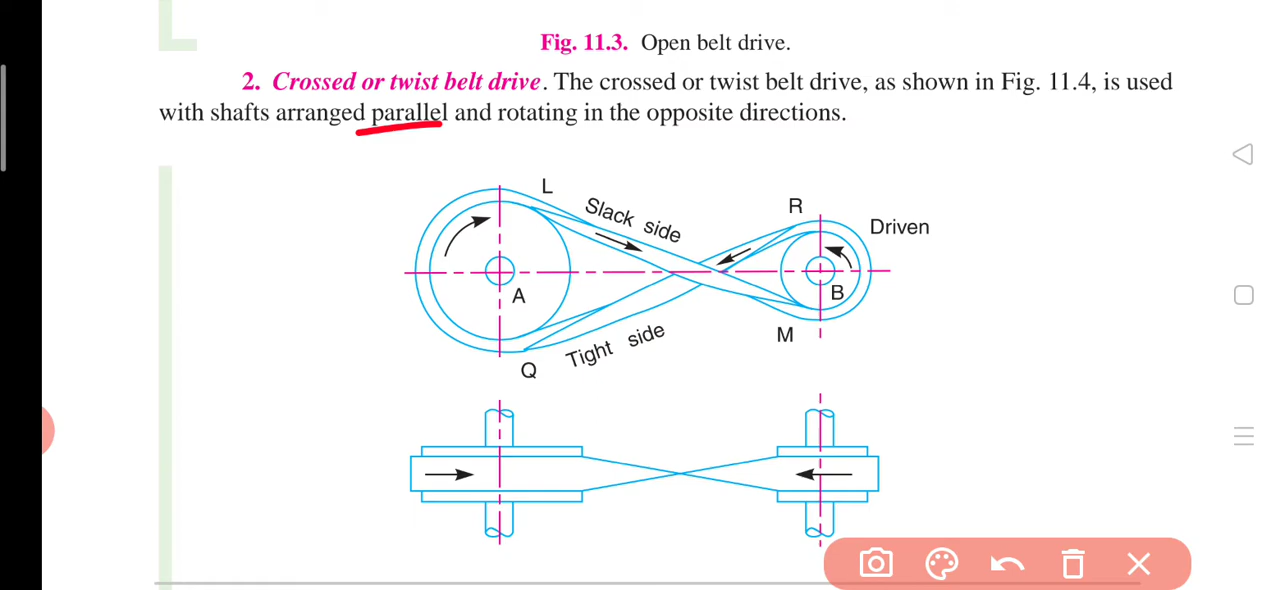 Fig. 11.3. Open belt drive.
2. Crossed or twist belt drive. The crossed or twist belt drive, as shown in Fig. 11.4, is used
with shafts arranged parallel and rotating in the opposite directions.
L
Slack side
R
Driven
A
B
M
Tight side
Q